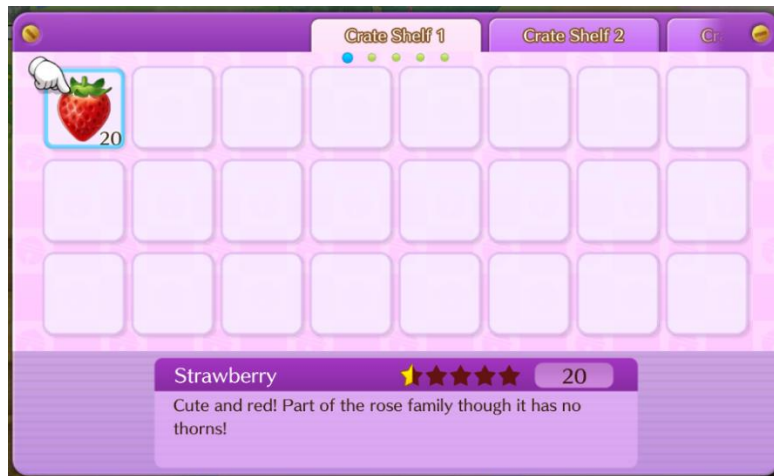 Crate Shelf 1
Crate Shelf 2
20
Strawberry
20
Cute and red! Part of the rose family though it has no
thorns!